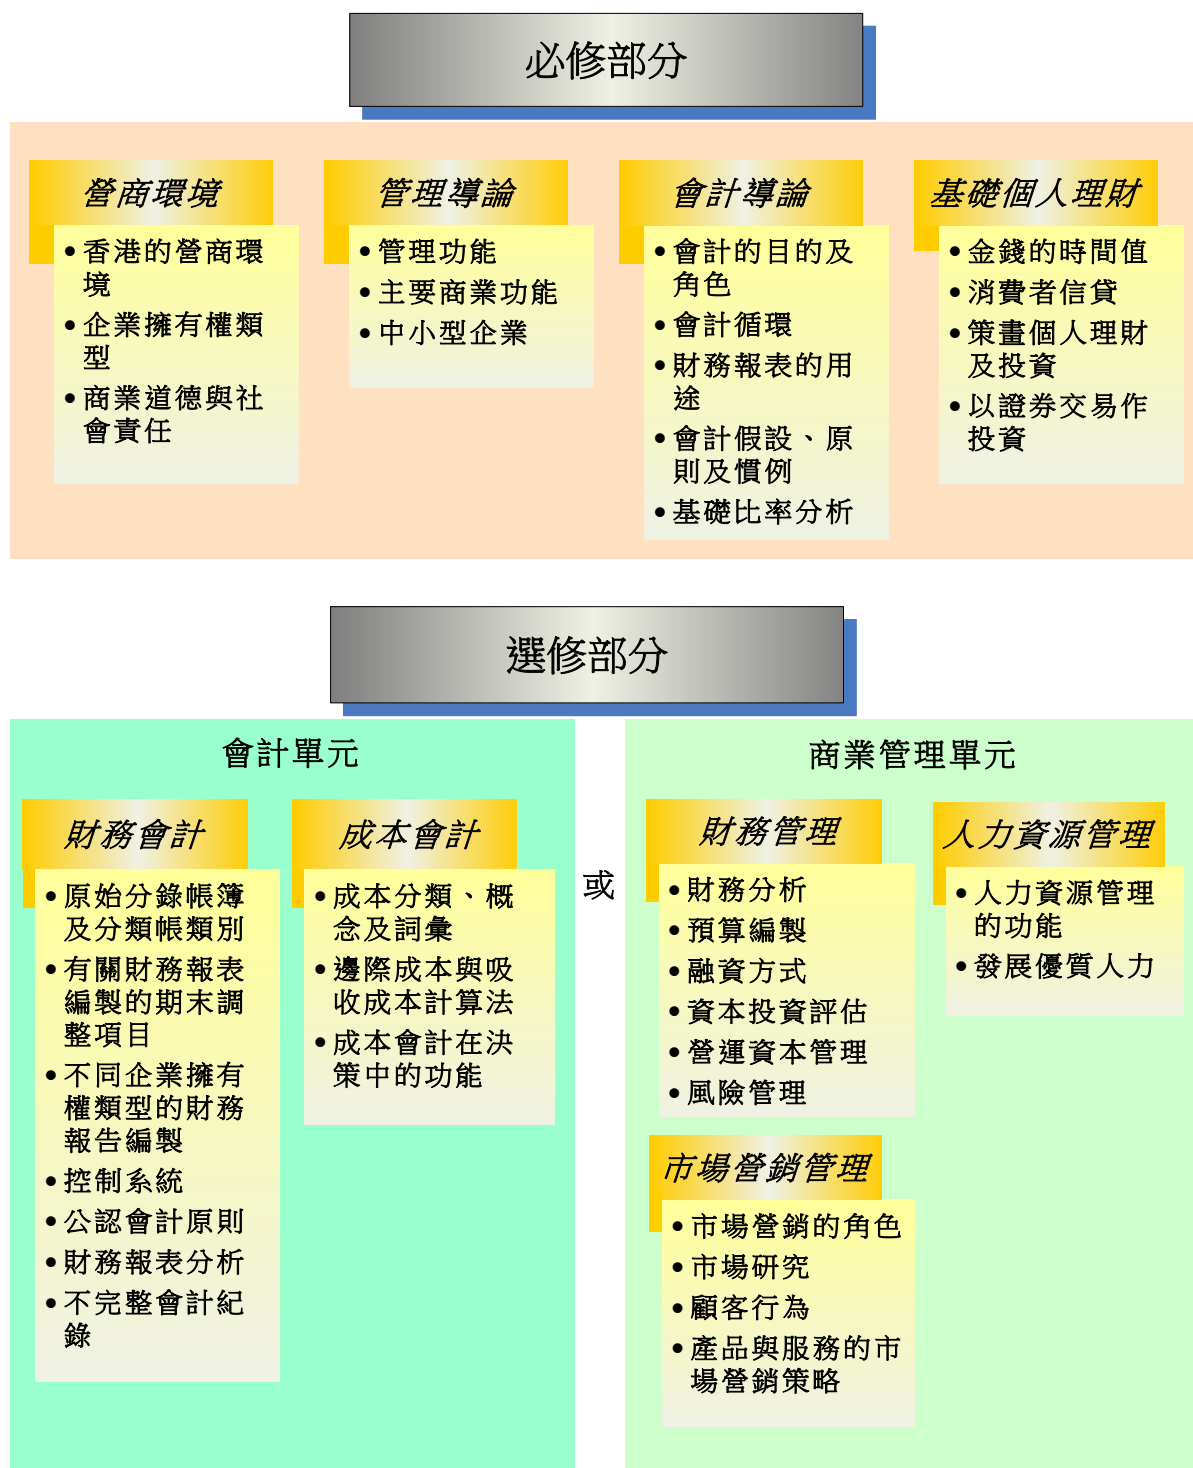 必修部分
營商環境
•香港的營商環
境
•企業擁有權類
型
•商業道德與社
會責任
管理導論
•管理功能
•主要商業功能
•中小型企業
會計導論
•會計的目的及
角色
•會計循環
•財務報表的用
途
•會計假設、原
則及慣例
•基礎比率分析
基礎個人理財
•金錢的時間值
•消費者信貸
•策畫個人理財
及投資
•以證券交易作
投資
選修部分
會計單元
財務會計
•原始分錄帳簿
及分類帳類別
•有關財務報表
編製的期末調
整項目
•不同企業擁有
權類型的財務
報告編製
•控制系統
•公認會計原則
•財務報表分析
•不完整會計紀
錄
成本會計
•成本分類、概
念及詞彙
•邊際成本與吸
收成本計算法
•成本會計在決
策中的功能
或
商業管理單元
財務管理
•財務分析
•預算編製
•融資方式
•資本投資評估
•營運資本管理
•風險管理
人力資源管理
•人力資源管理
的功能
•發展優質人力
市場營銷管理
•市場營銷的角色
•市場研究
•顧客行為
•產品與服務的市
場營銷策略